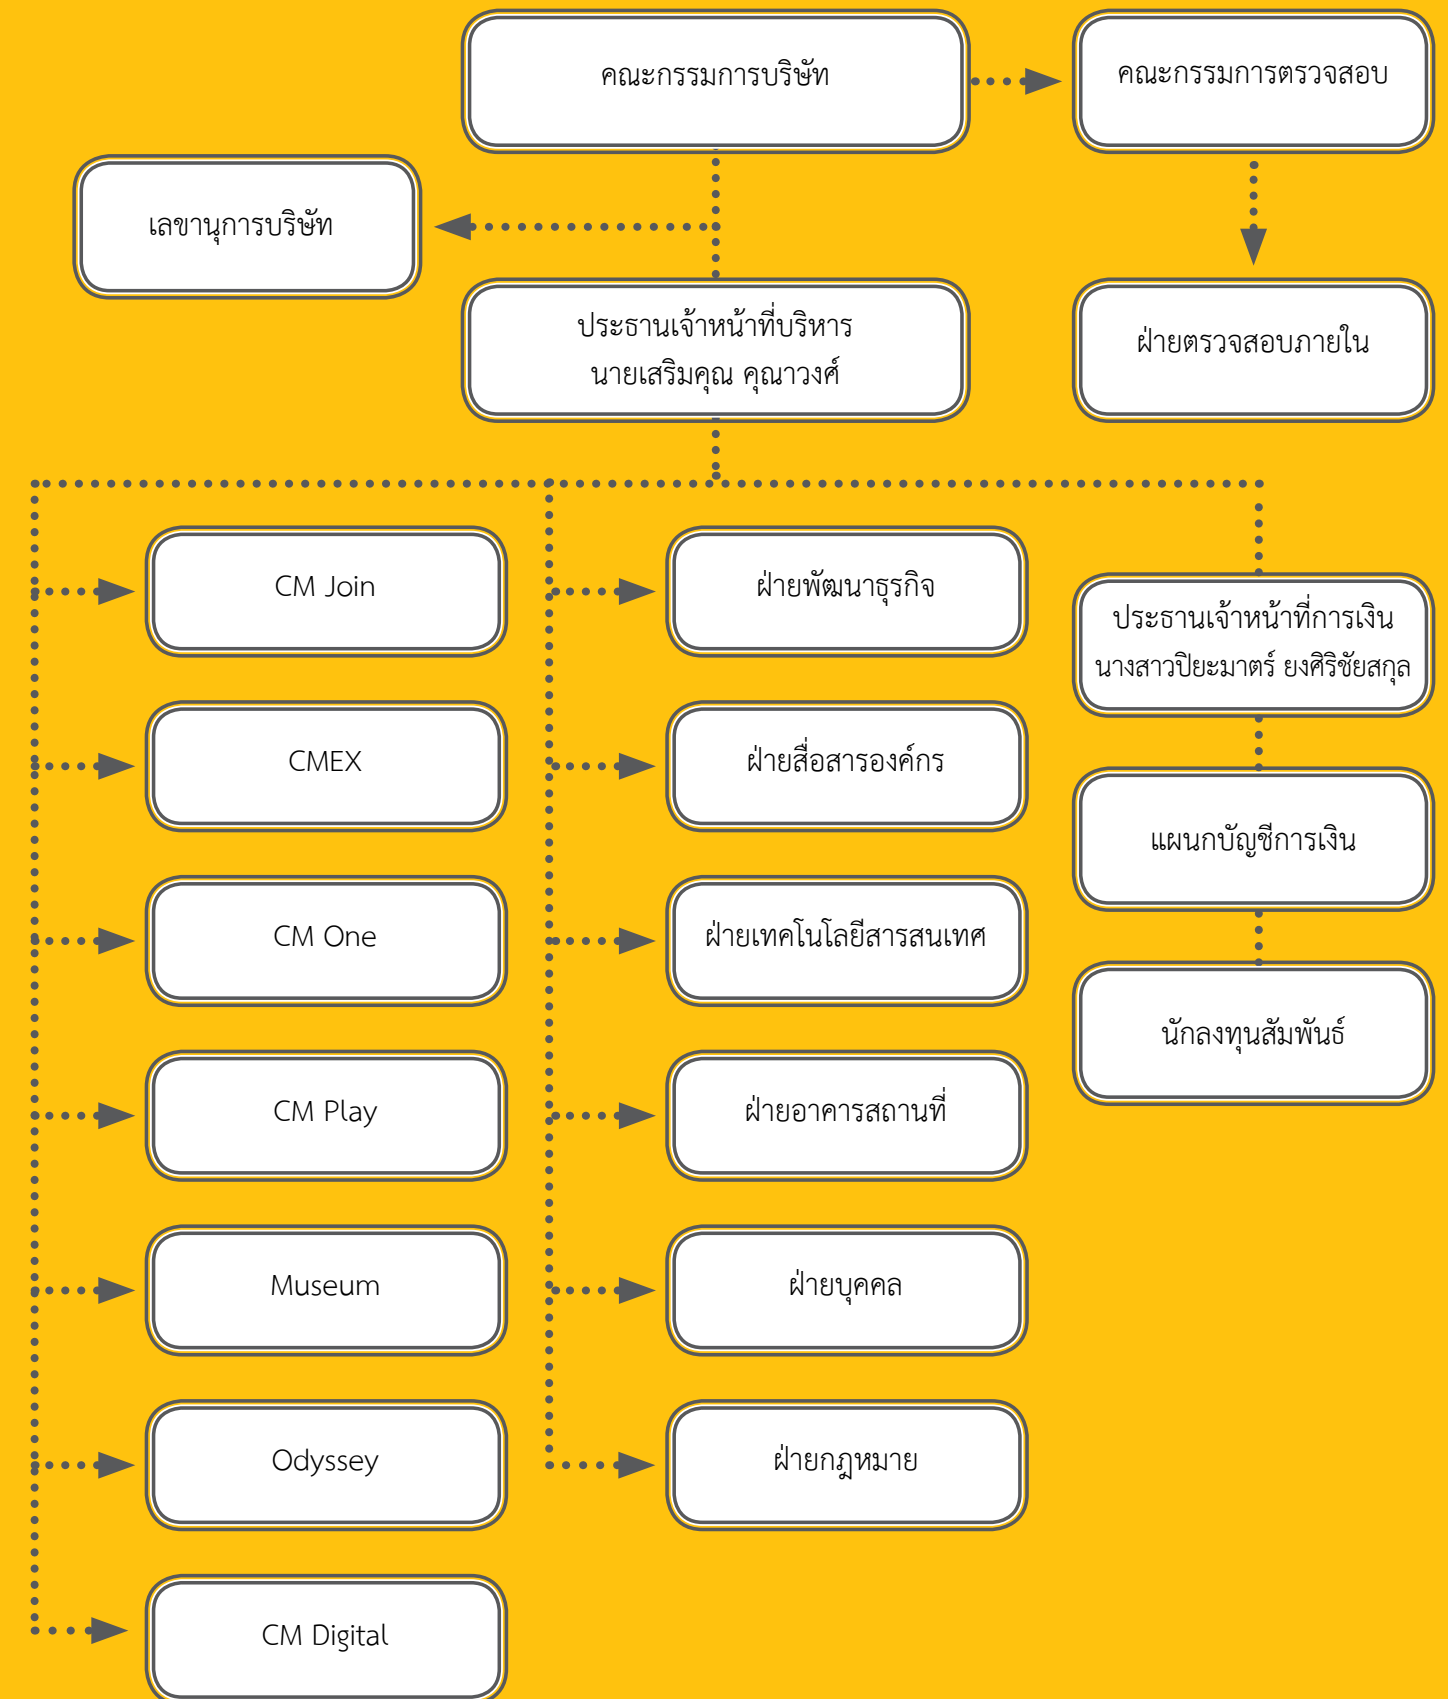 คณะกรรมการบริษัท
คณะกรรมการตรวจสอบ
เลขานุการบริษัท
ประธานเจ้าหน้าที่บริหาร
นายเสริมคุณ คุณาวงศ์
ฝ่ายตรวจสอบภายใน
CM Join
CMEX
CM One
CM Play
Museum
Odyssey
CM Digital
ฝ่ายพัฒนาธุรกิจ
ฝ่ายสื่อสารองค์กร
ฝ่ายเทคโนโลยีสารสนเทศ
ฝ่ายอาคารสถานที่
ฝ่ายบุคคล
ฝ่ายกฎหมาย
ประธานเจ้าหน้าที่การเงิน
นางสาวปิยะมาตร์ ยงศิริชัยสกุล
แผนกบัญชีการเงิน
นักลงทุนสัมพันธ์